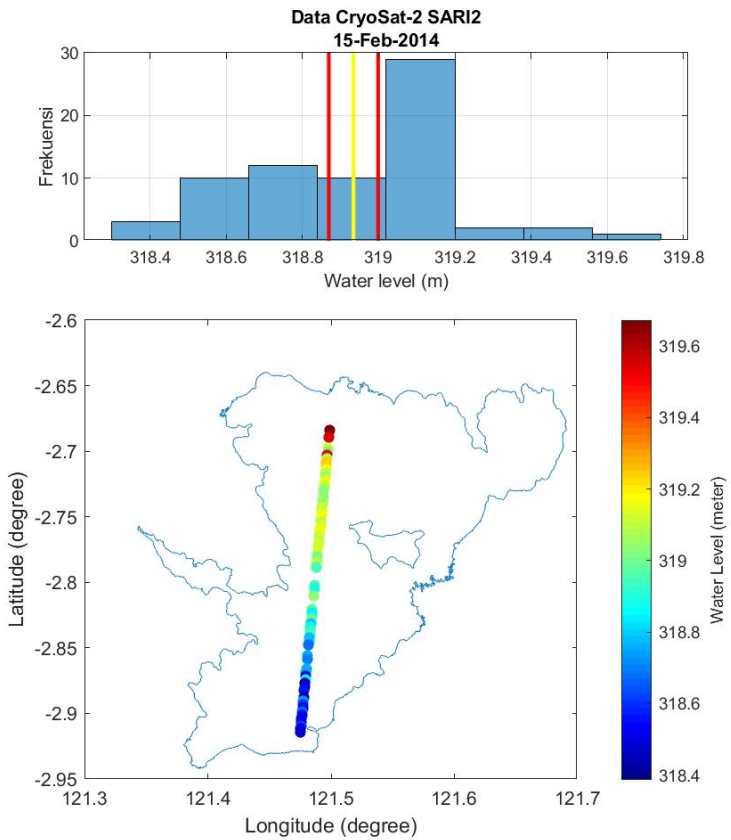 Data CryoSat-2 SARI2
15-Feb-2014
30
20
10
0
Frekuensi
318.4 318.6 318.8 319 319.2 319.4 319.6 319.8
Water level (m)
-2.6
-2.65
-2.7
-2.75
-2.8
-2.85
-2.9
-2.95
Latitude (degree)
121.3 121.4 121.5 121.6 121.7
Longitude (degree)
319.6
319.4
319.2
319
318.8
318.6
318.4
Water Level (meter)